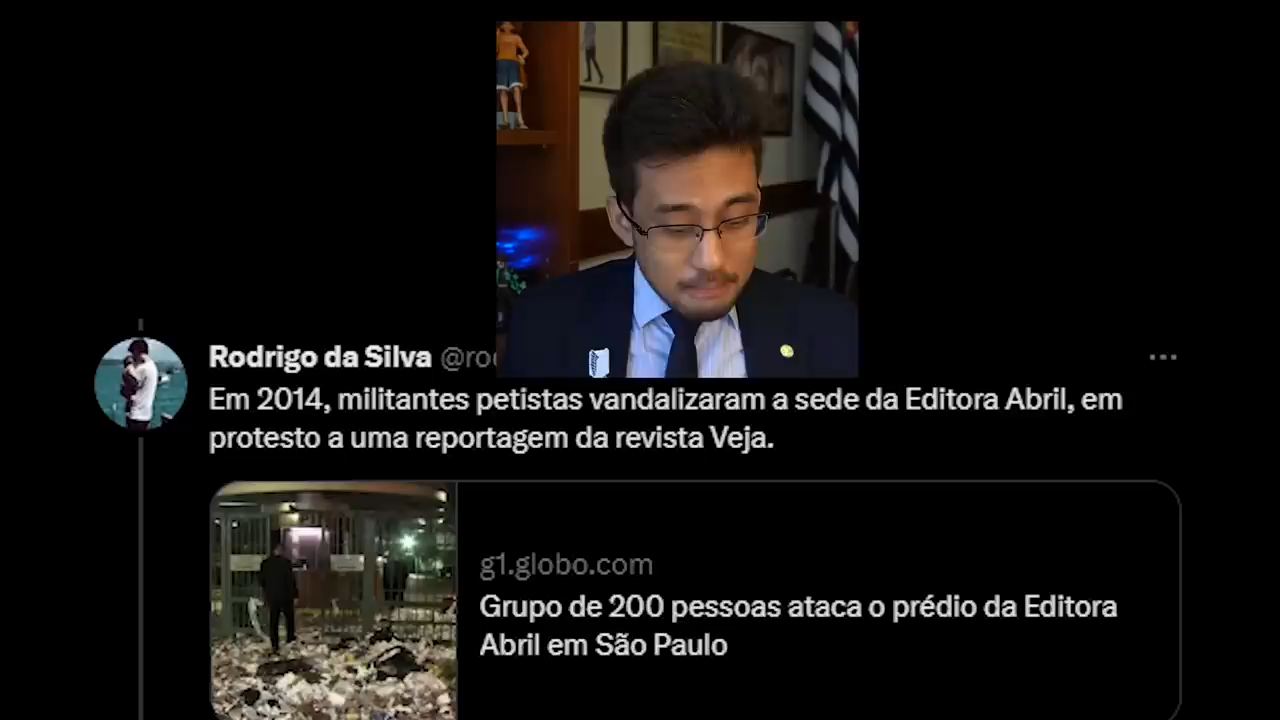 Rodrigo da Silva
Em 2014, militantes petistas vandalizaram a sede da Editora Abril, em
protesto a uma reportagem da revista Veja.
g1.globo.com
Grupo de 200 pessoas ataca o prédio da Editora
Abril em São Paulo